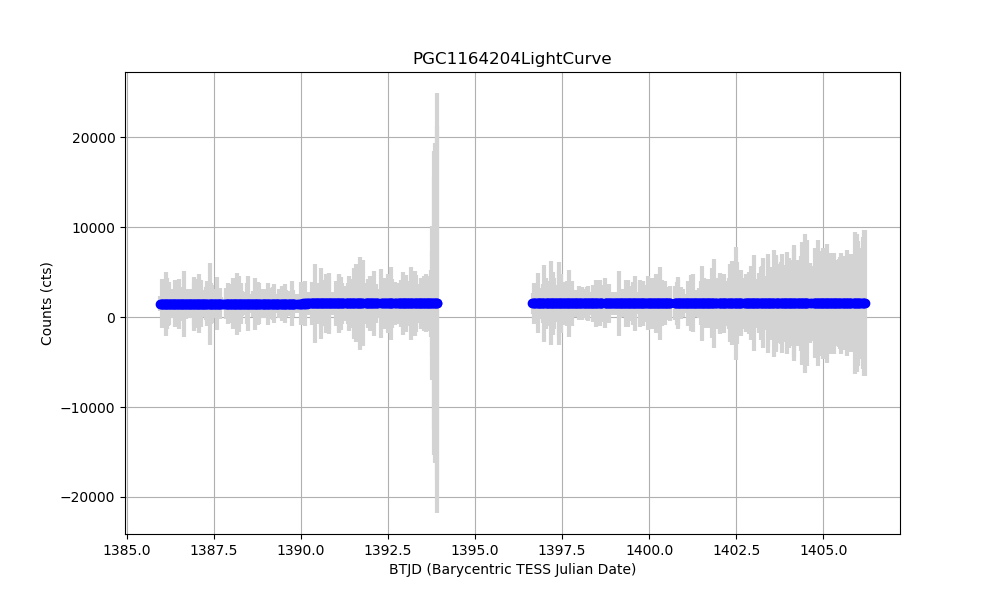 PGC1164204LightCurve
Counts (cts)
20000
10000
0
−10000
−20000
1385.0 1387.5 1390.0 1392.5 1395.0 1397.5 1400.0 1402.5 1405.0
BTJD (Barycentric TESS Julian Date)